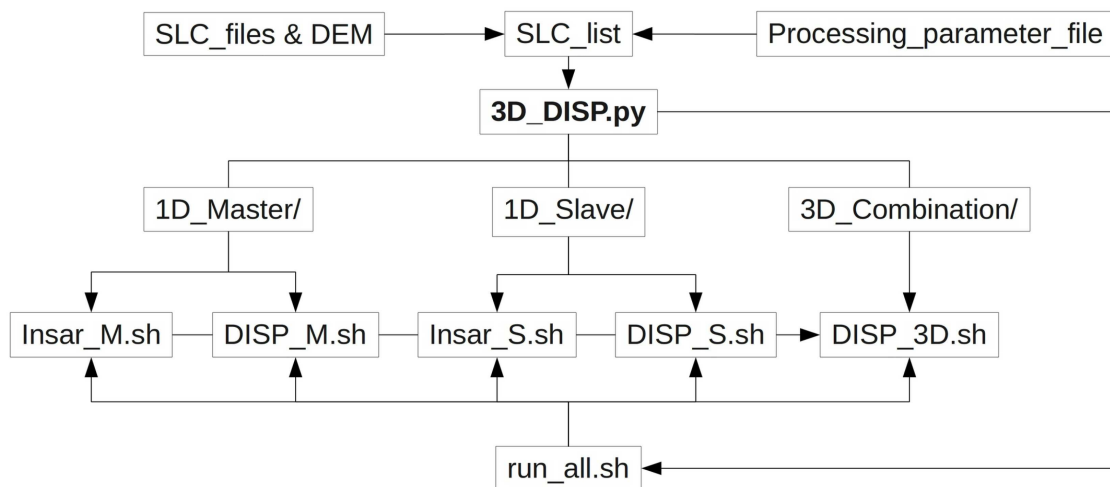 SLC_files & DEM
SLC_list
Processing_parameter_file
3D_DISP.py
1D_Master/
1D_Slave/
3D_Combination/
Insar_M.sh
DISP_M.sh
Insar_S.sh
DISP_S.sh
DISP_3D.sh
run_all.sh